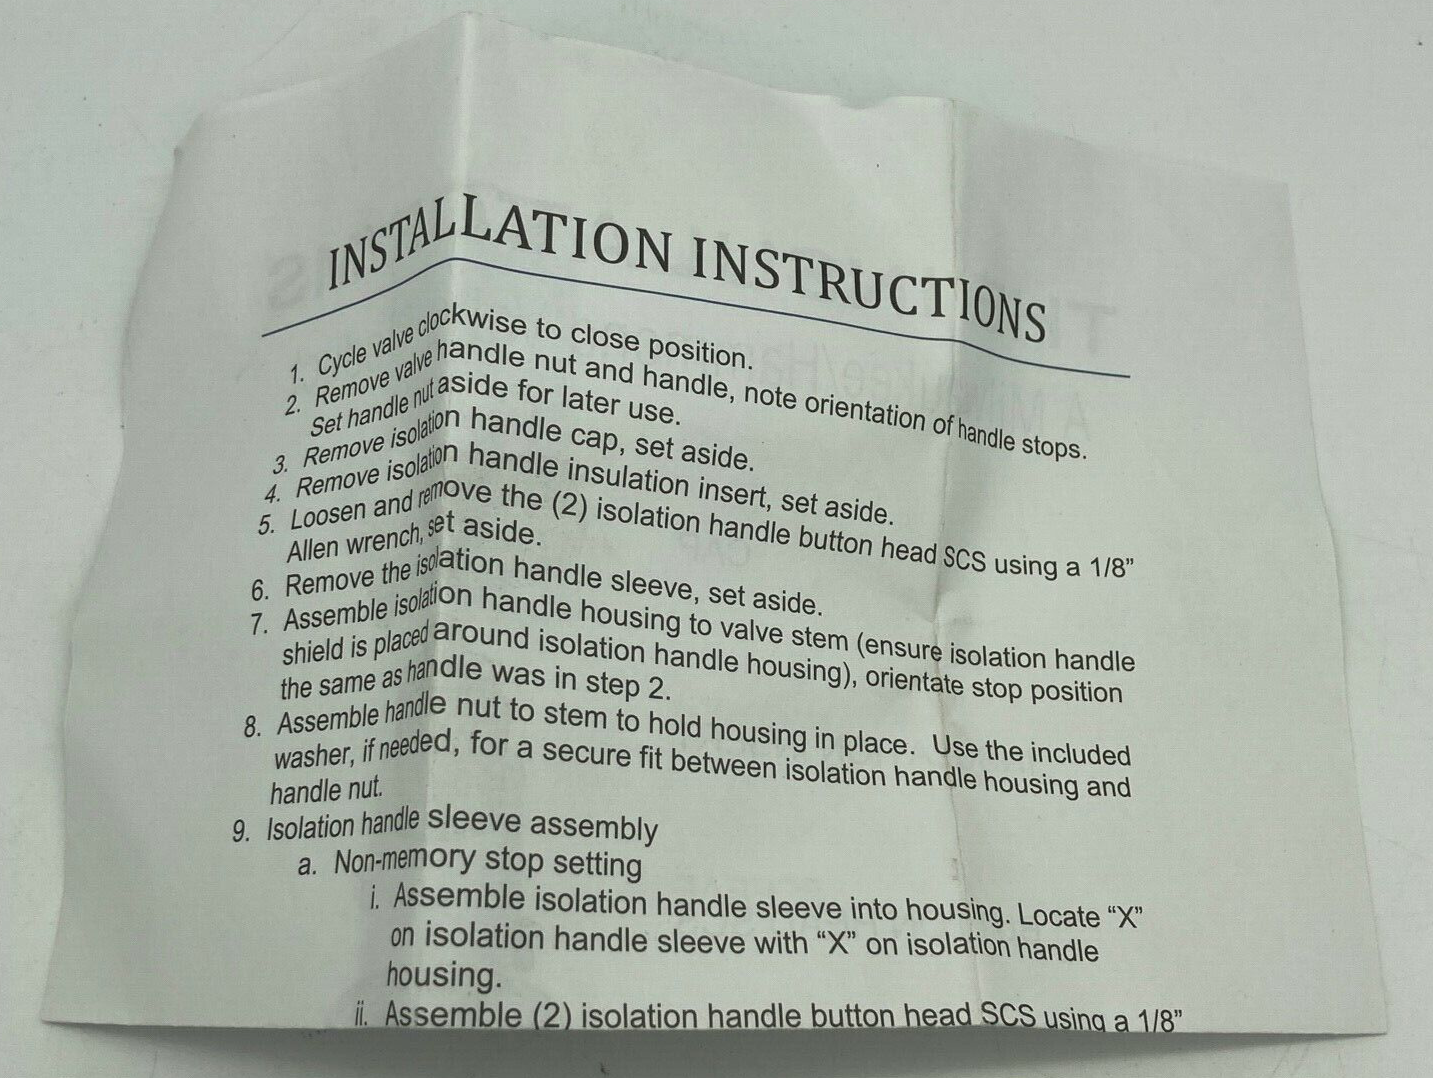 INSTALLATION INSTRUCTIONS
1. Cycle valve clockwise to close position.
2. Remove valve handle nut and handle, note orientation of handle stops.
Set handle nut aside for later use.
3. Remove isolation handle cap, set aside.
4. Remove isolation handle insulation insert, set aside.
5. Loosen and remove the (2) isolation handle button head SCS using a 1/8”
Allen wrench, set aside.
6. Remove the isolation handle sleeve, set aside.
7. Assemble isolation handle housing to valve stem (ensure isolation handle
shield is placed around isolation handle housing), orientate stop position
the same as handle was in step 2.
8. Assemble handle nut to stem to hold housing in place. Use the included
washer, if needed, for a secure fit between isolation handle housing and
handle nut.
9. Isolation handle sleeve assembly
a. Non-memory stop setting
i. Assemble isolation handle sleeve into housing. Locate “X”
on isolation handle sleeve with “X” on isolation handle
housing.
ii. Assemble (2) isolation handle button head SCS using a 1/8”